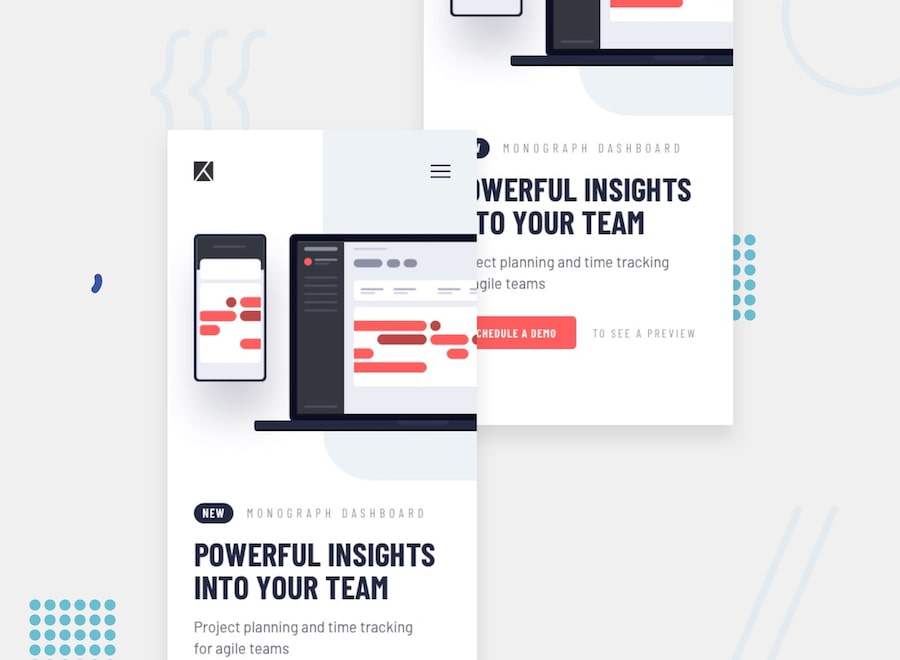 NEW MONOGRAPH DASHBOARD
POWERFUL INSIGHTS
INTO YOUR TEAM
Project planning and time tracking
for agile teams
MONOGRAPH DASHBOARD
OWERFUL INSIGHTS
TO YOUR TEAM
ect planning and time tracking
agile teams
CHEDULE A DEMO TO SEE A PREVIEW